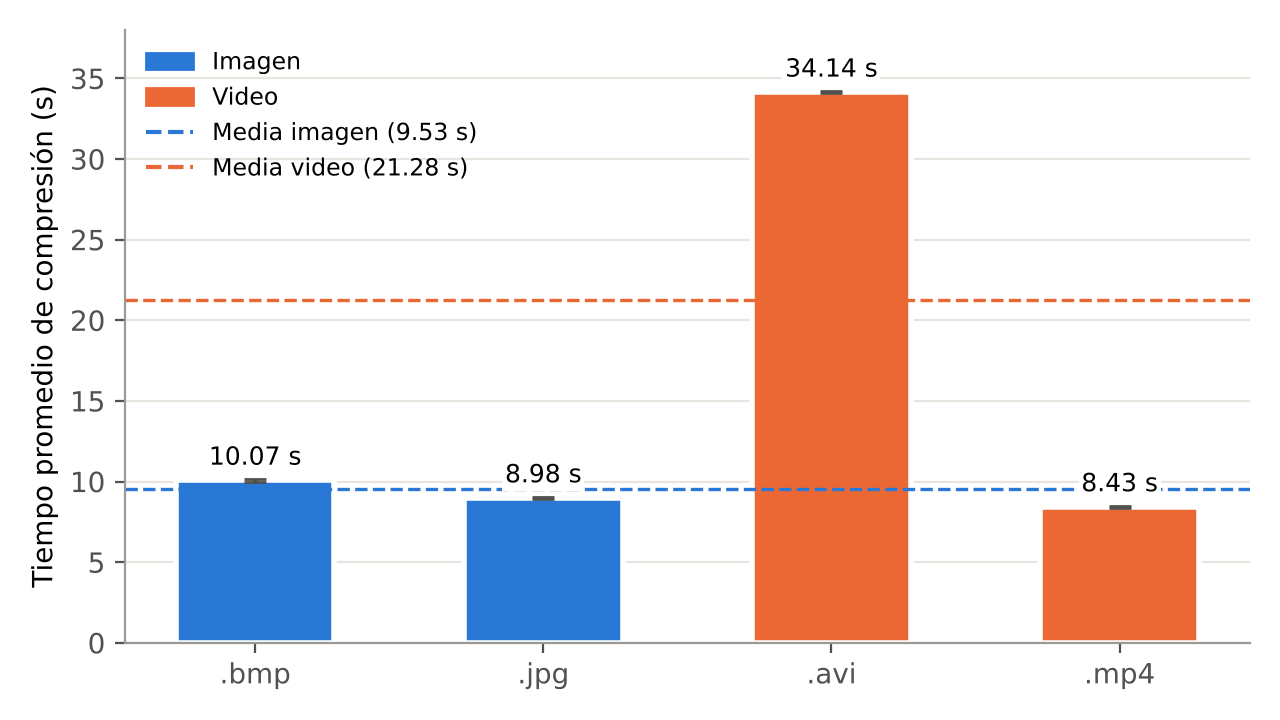 Imagen
Video
Media imagen (9.53 s)
Media video (21.28 s)
Tiempo promedio de compresión (s)
35
30
25
20
15
10
5
0
34.14 s
10.07 s
8.98 s
8.43 s
.bmp
.jpg
.avi
.mp4